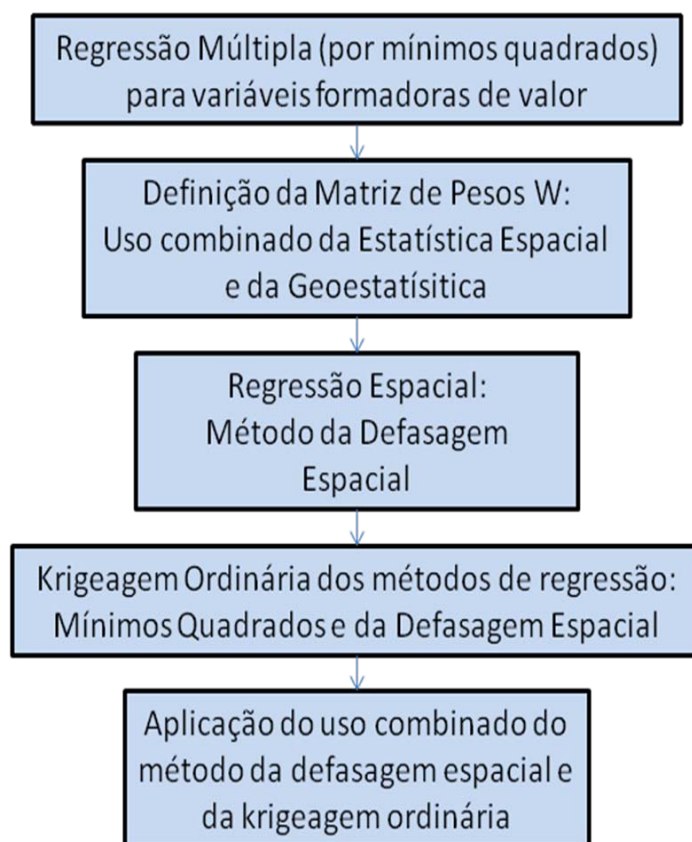 Regressão Múltipla (por mínimos quadrados)
para variáveis formadoras de valor
Definição da Matriz de Pesos W:
Uso combinado da Estatística Espacial
e da Geoestatísitica
Regressão Espacial:
Método da Defasagem
Espacial
Krigeagem Ordinária dos métodos de regressão:
Mínimos Quadrados e da Defasagem Espacial
Aplicação do uso combinado do
método da defasagem espacial e
da krigeagem ordinária